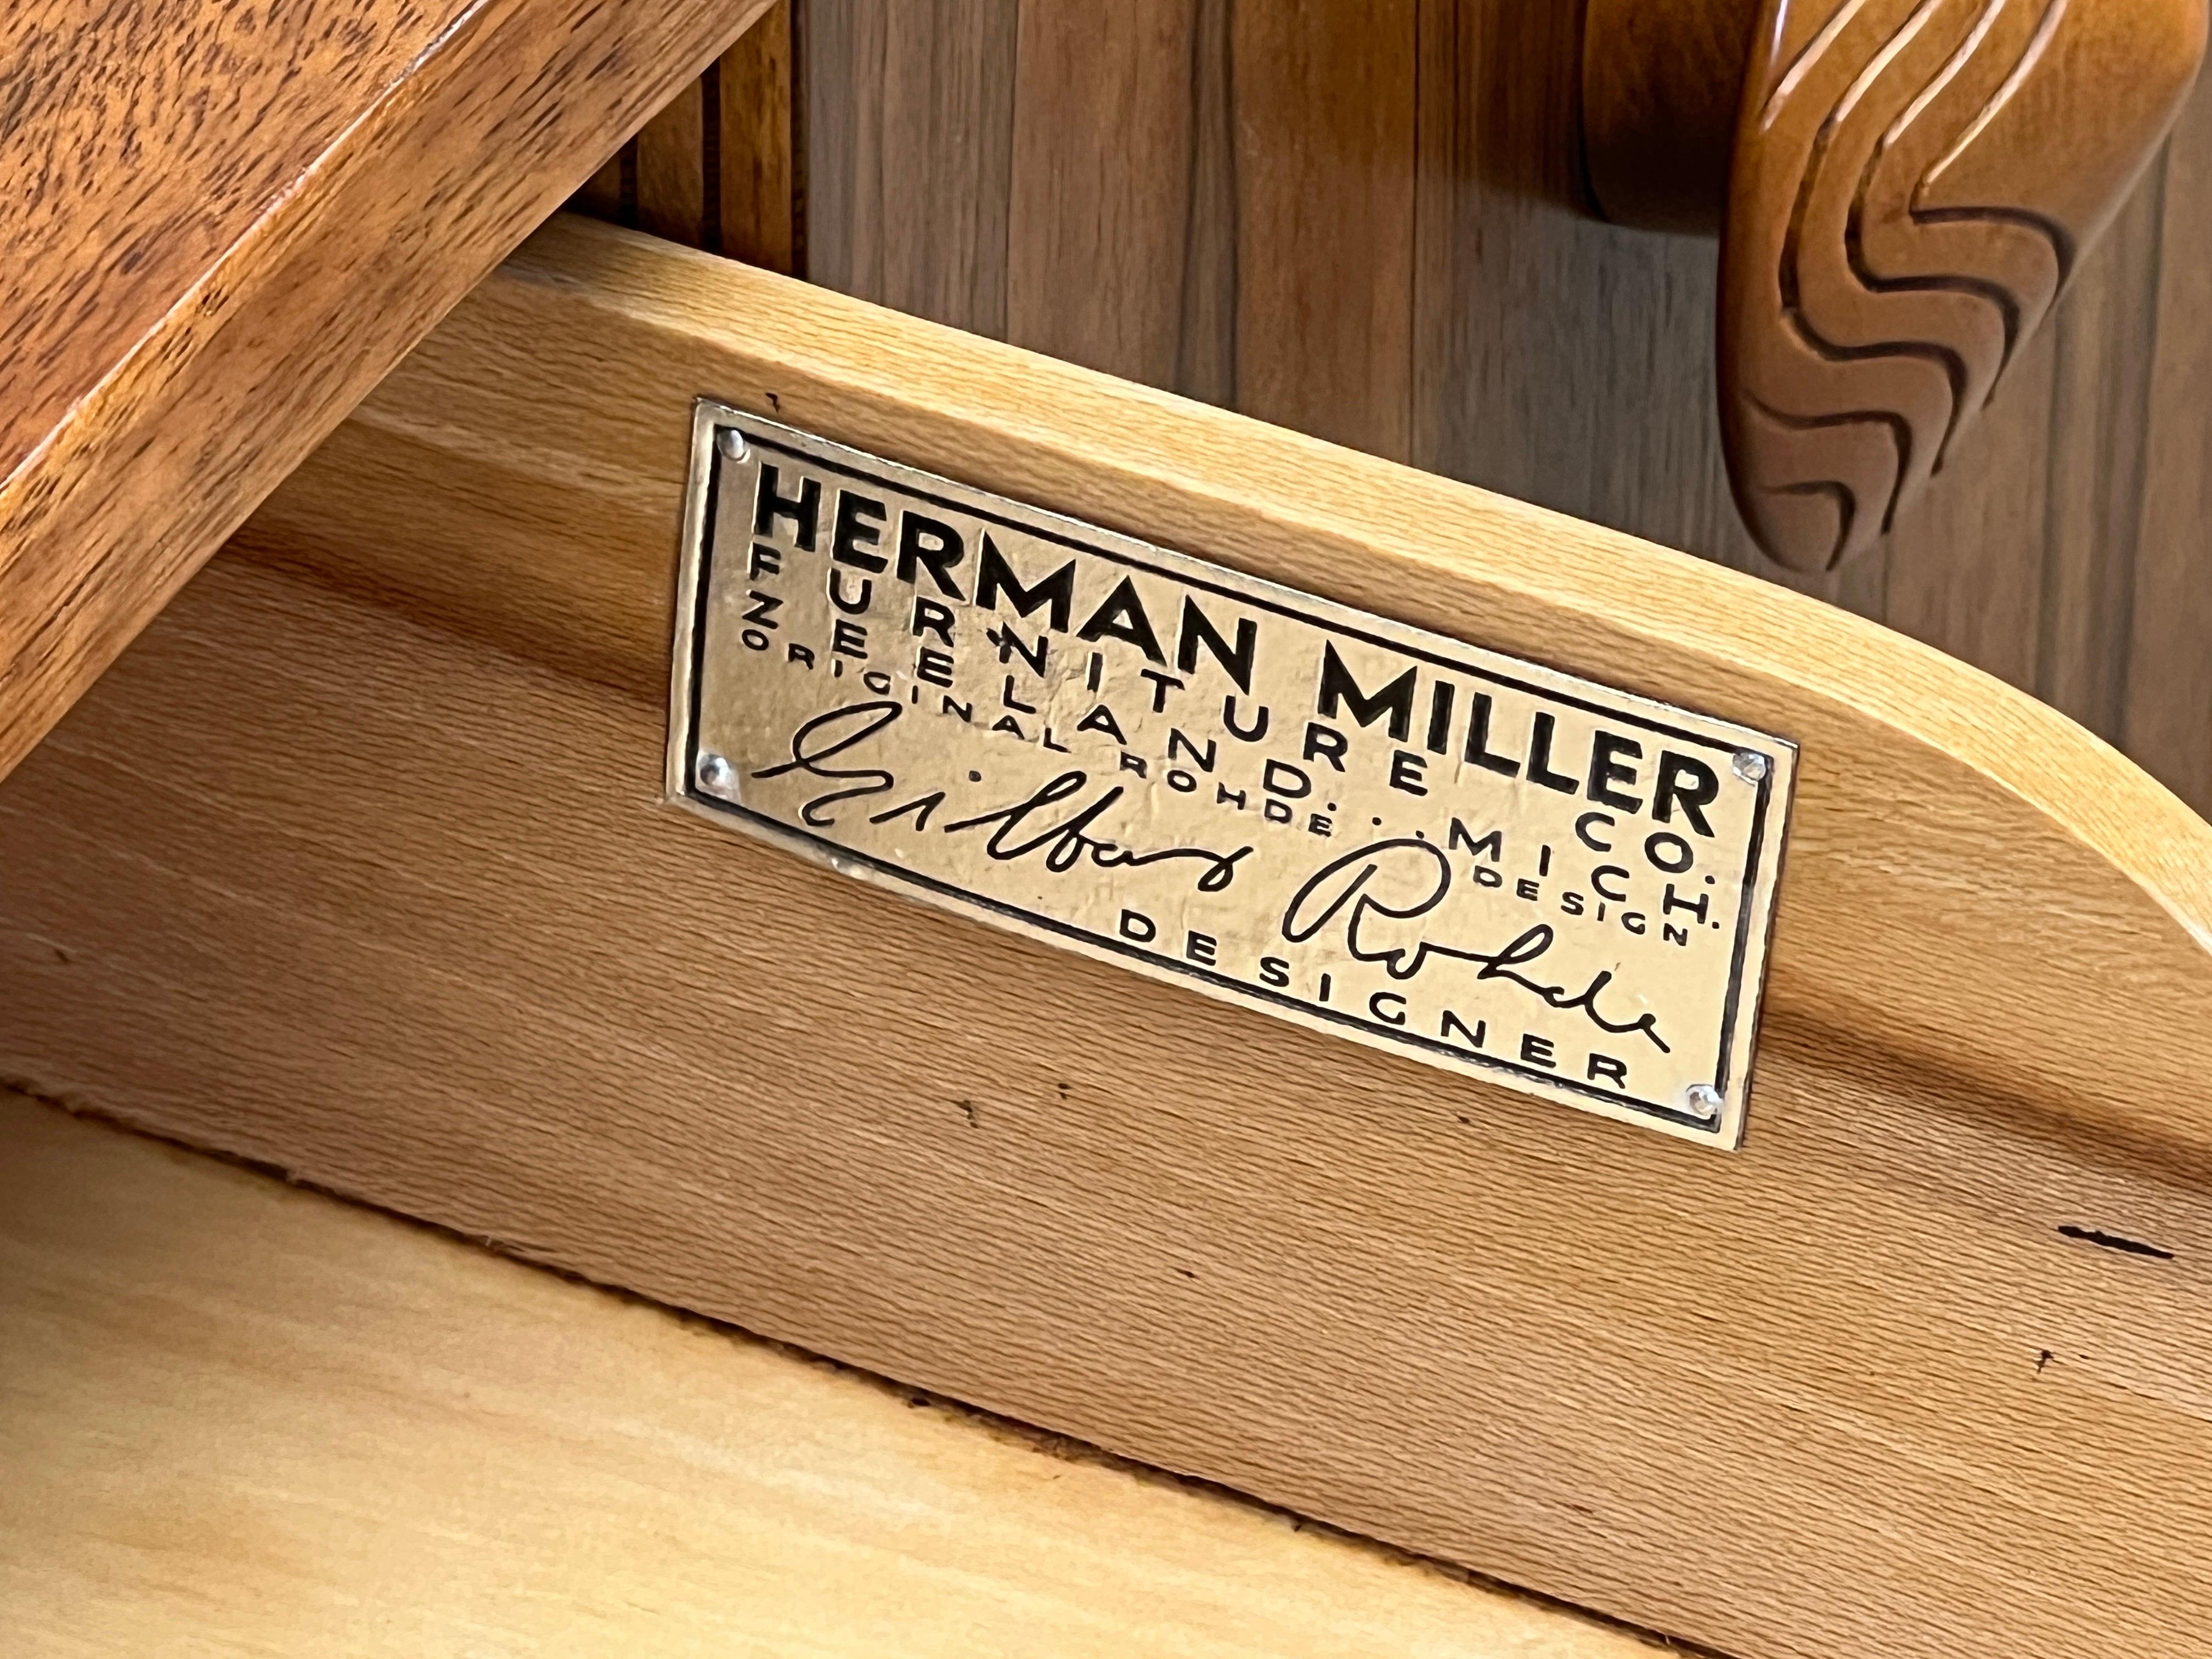 HERMAN MILLER
FURNITURE CO.
ZEELAND. . . MICH.
ORIGINAL ROHDE DESIGN
Gilbert Rohde
DESIGNER